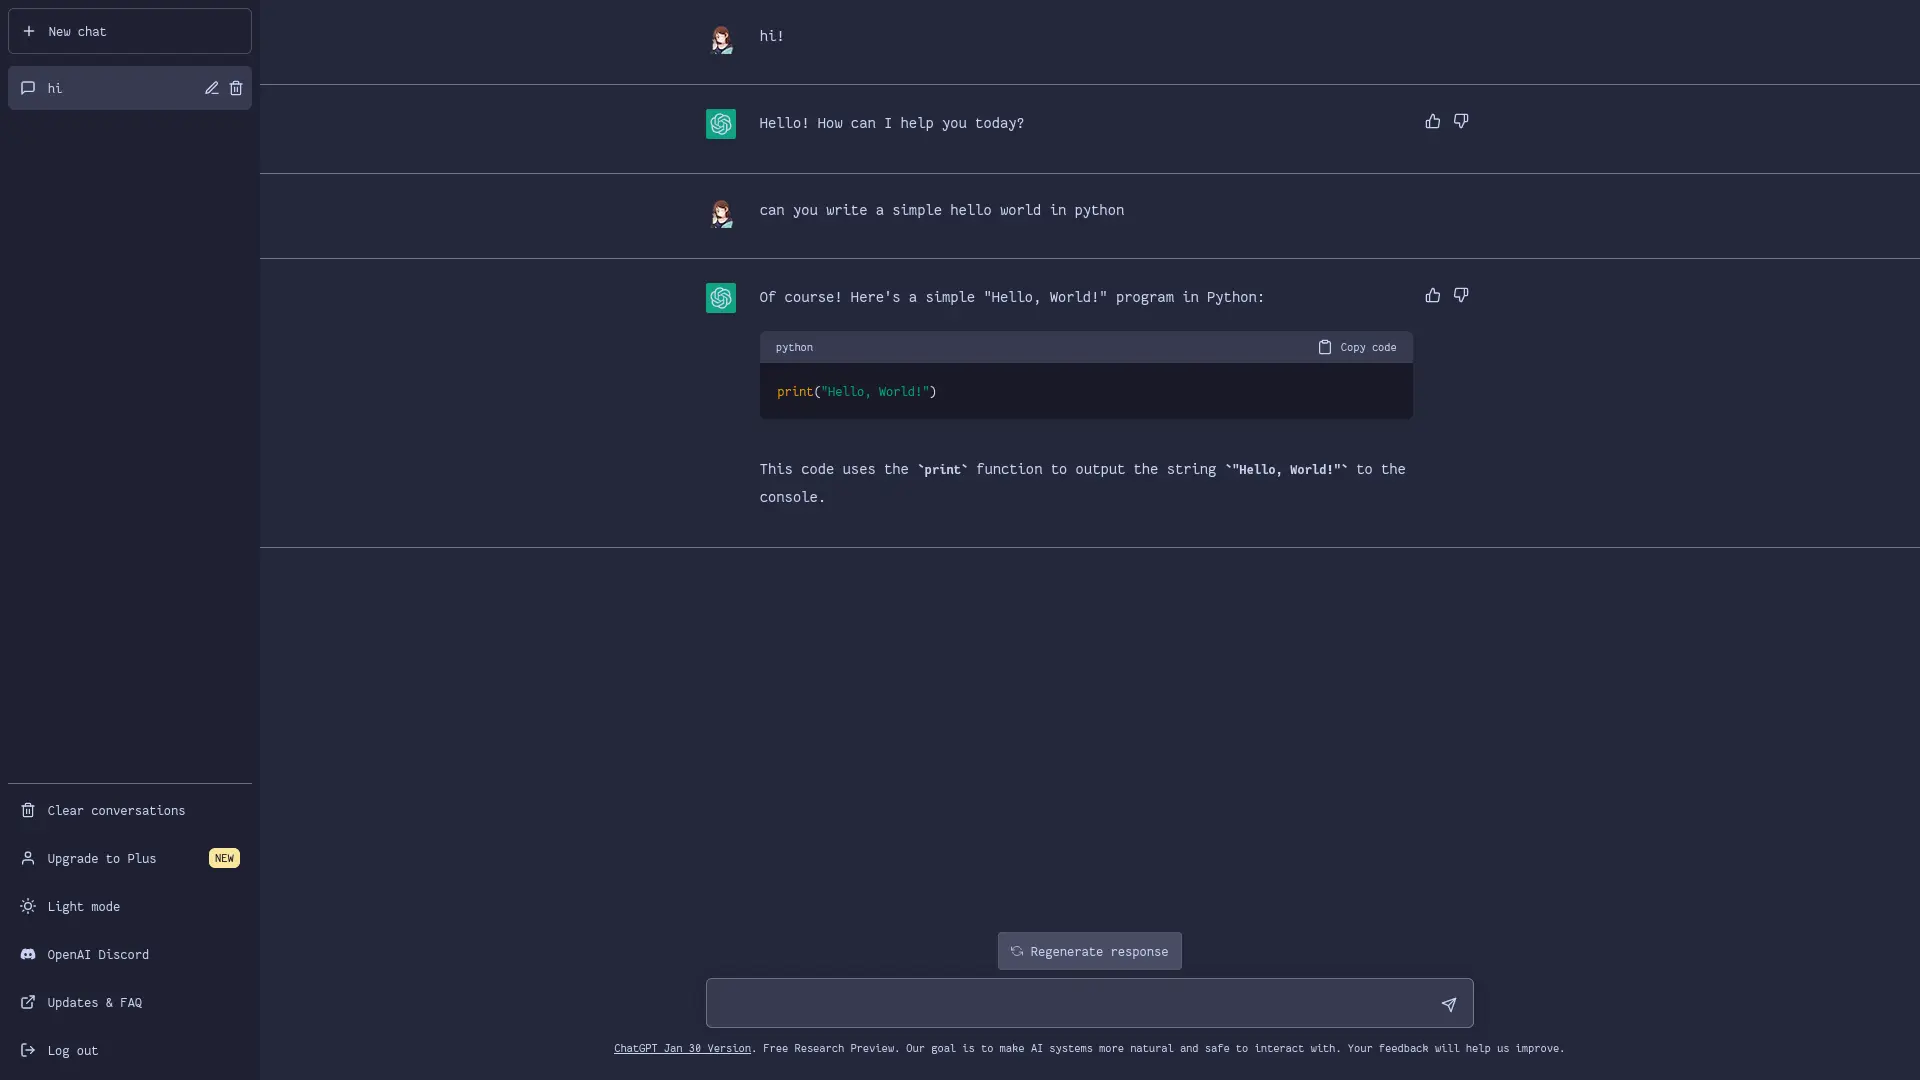 New chat
hi
Clear conversations
Upgrade to Plus NEW
Light mode
OpenAI Discord
Updates & FAQ
Log out
hi!
Hello! How can I help you today?
can you write a simple hello world in python
Of course! Here's a simple "Hello, World!" program in Python:
python Copy code
print("Hello, World!")
This code uses the `print` function to output the string `"Hello, World!"` to the
console.
Regenerate response
ChatGPT Jan 30 Version. Free Research Preview. Our goal is to make AI systems more natural and safe to interact with. Your feedback will help us improve.